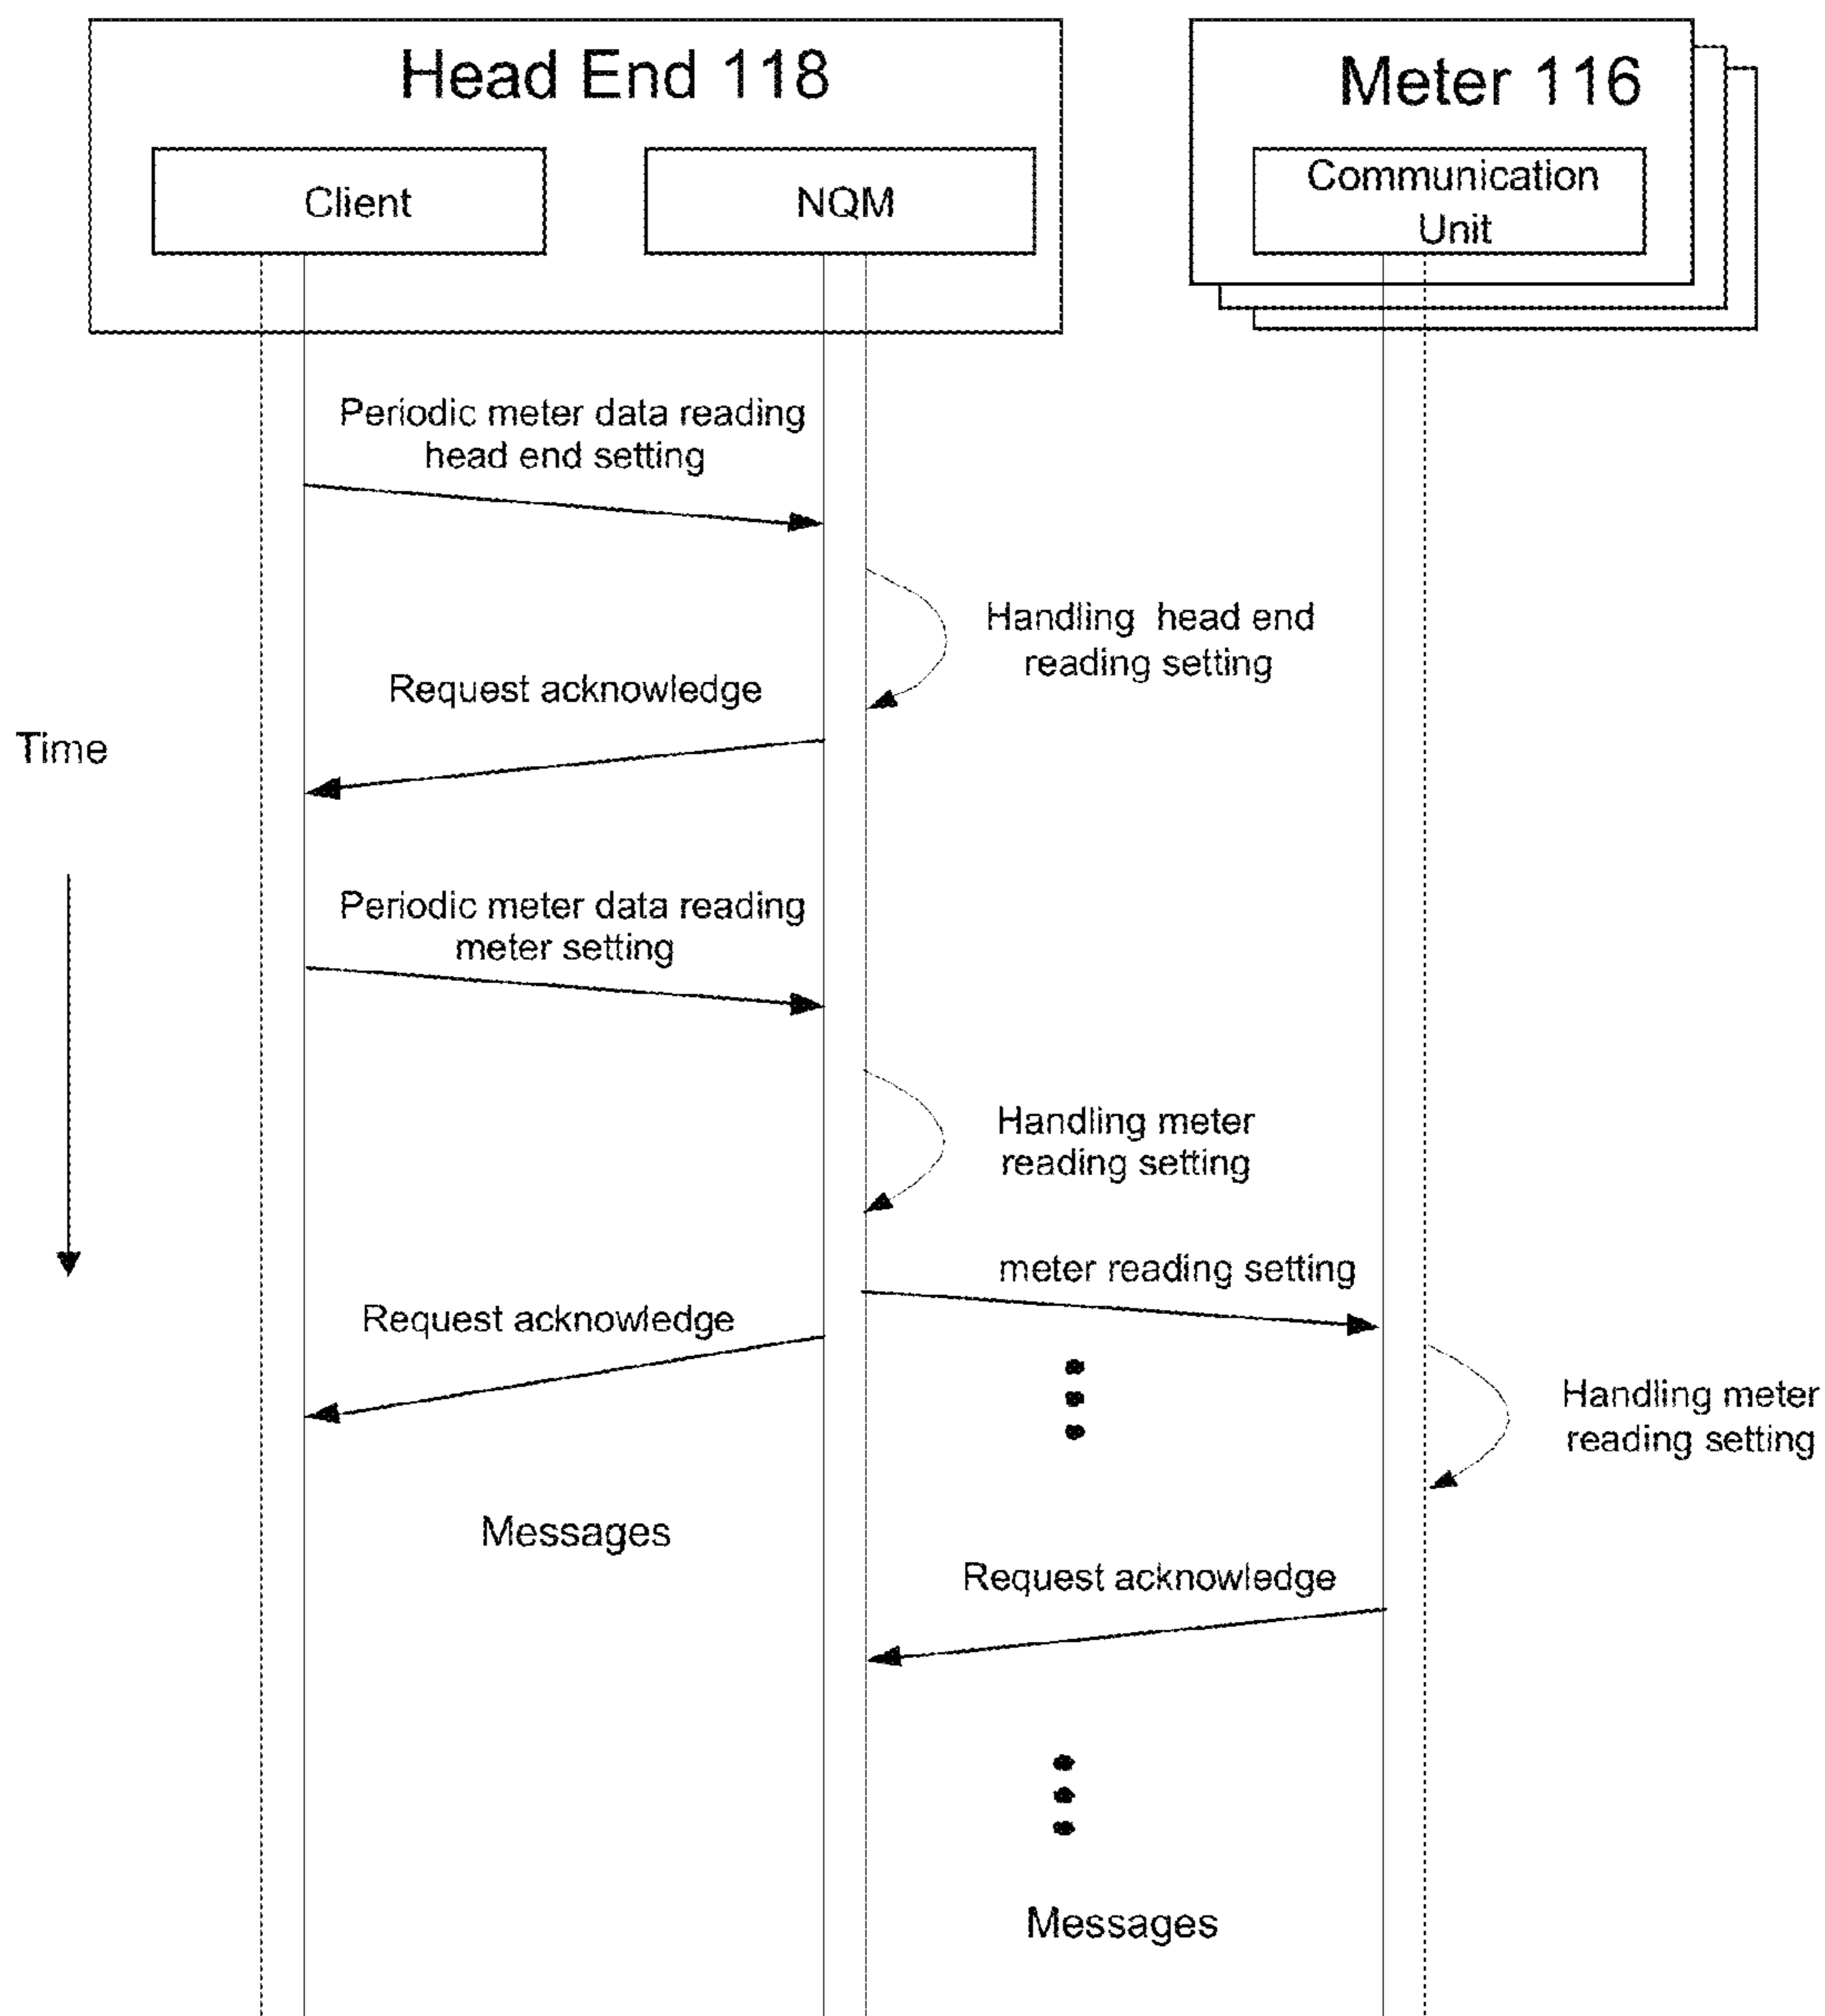 Head End 118
Meter 116
Client
NQM
Communication
Unit
Periodic meter data reading
head end setting
Handling head end
reading setting
Request acknowledge
Time
Periodic meter data reading
meter setting
Handling meter
reading setting
meter reading setting
Request acknowledge
Handling meter
reading setting
Messages
Request acknowledge
Messages